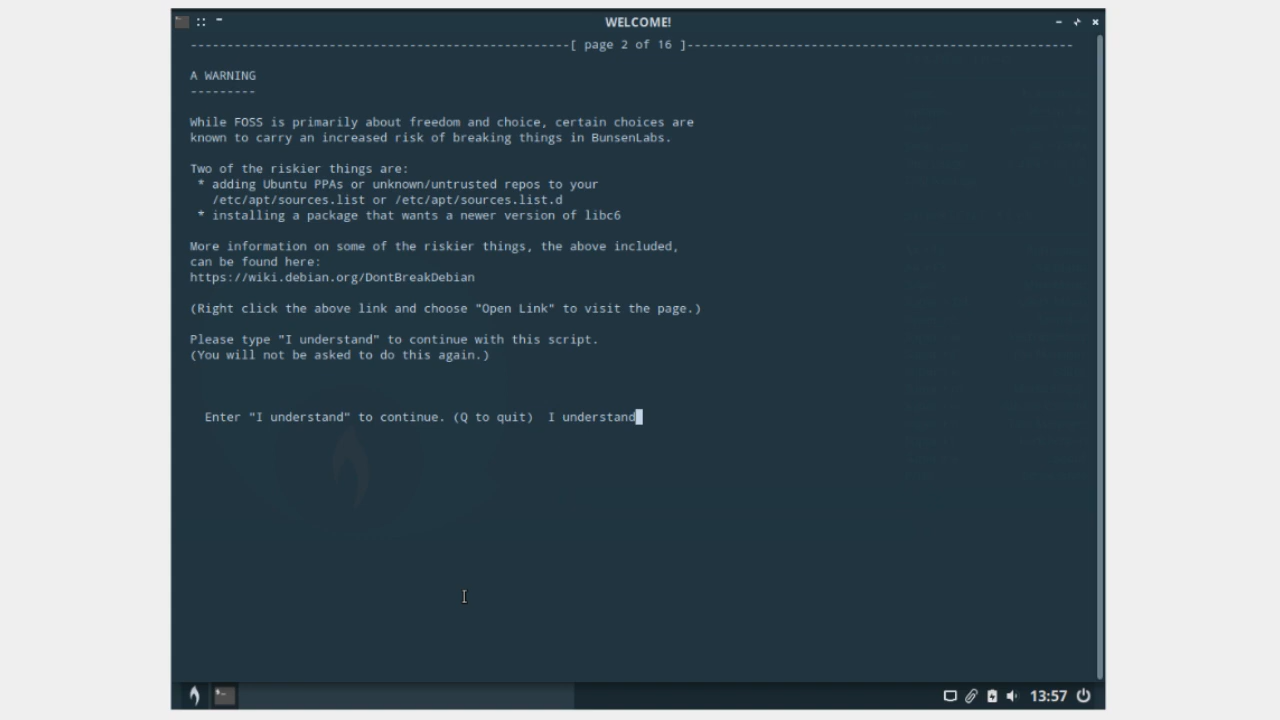 WELCOME!
----------------------------------------------------[ page 2 of 16 ]-----------------------------------------------------
A WARNING
---------
While FOSS is primarily about freedom and choice, certain choices are
known to carry an increased risk of breaking things in BunsenLabs.
Two of the riskier things are:
* adding Ubuntu PPAs or unknown/untrusted repos to your
/etc/apt/sources.list or /etc/apt/sources.list.d
* installing a package that wants a newer version of libc6
More information on some of the riskier things, the above included,
can be found here:
https://wiki.debian.org/DontBreakDebian
(Right click the above link and choose "Open Link" to visit the page.)
Please type "I understand" to continue with this script.
(You will not be asked to do this again.)
Enter "I understand" to continue. (Q to quit)  I understand
13:57